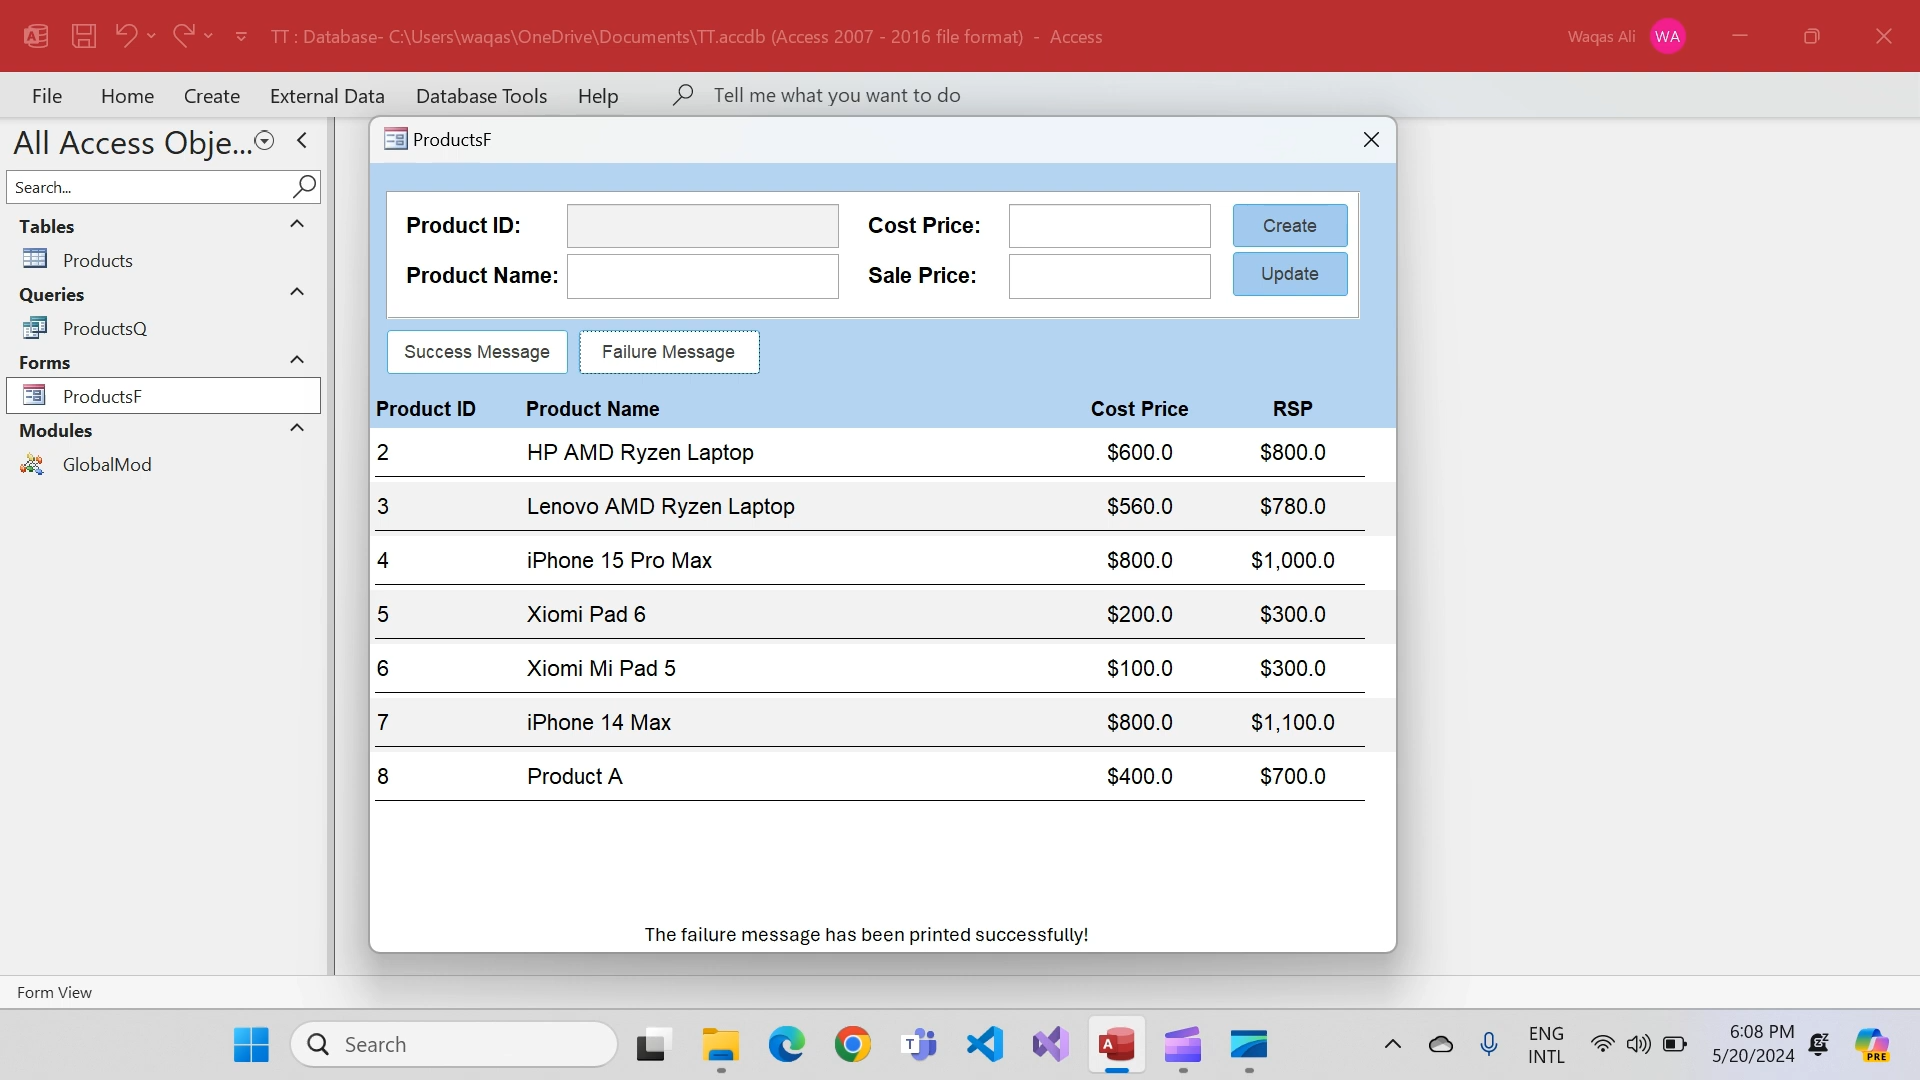 TT : Database- C:\Users\waqas\OneDrive\Documents\TT.accdb (Access 2007 - 2016 file format) - Access
Waqas Ali WA
File Home Create External Data Database Tools Help Tell me what you want to do
All Access Obje...
Search...
Tables
Products
Queries
ProductsQ
Forms
ProductsF
Modules
GlobalMod
ProductsF
Product ID: Cost Price: Create
Product Name: Sale Price: Update
Success Message Failure Message
Product ID Product Name Cost Price RSP
2 HP AMD Ryzen Laptop $600.0 $800.0
3 Lenovo AMD Ryzen Laptop $560.0 $780.0
4 iPhone 15 Pro Max $800.0 $1,000.0
5 Xiomi Pad 6 $200.0 $300.0
6 Xiomi Mi Pad 5 $100.0 $300.0
7 iPhone 14 Max $800.0 $1,100.0
8 Product A $400.0 $700.0
The failure message has been printed successfully!
Form View
Search
ENG
INTL
6:08 PM
5/20/2024
PRE